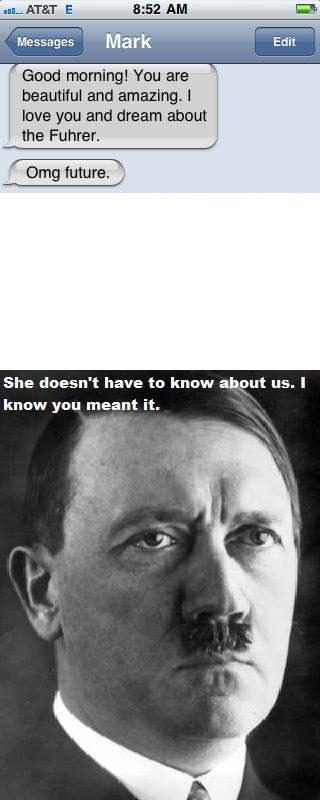 AT&T E 8:52 AM
Messages Mark Edit
Good morning! You are
beautiful and amazing. I
love you and dream about
the Fuhrer.
Omg future.
She doesn't have to know about us. I
know you meant it.